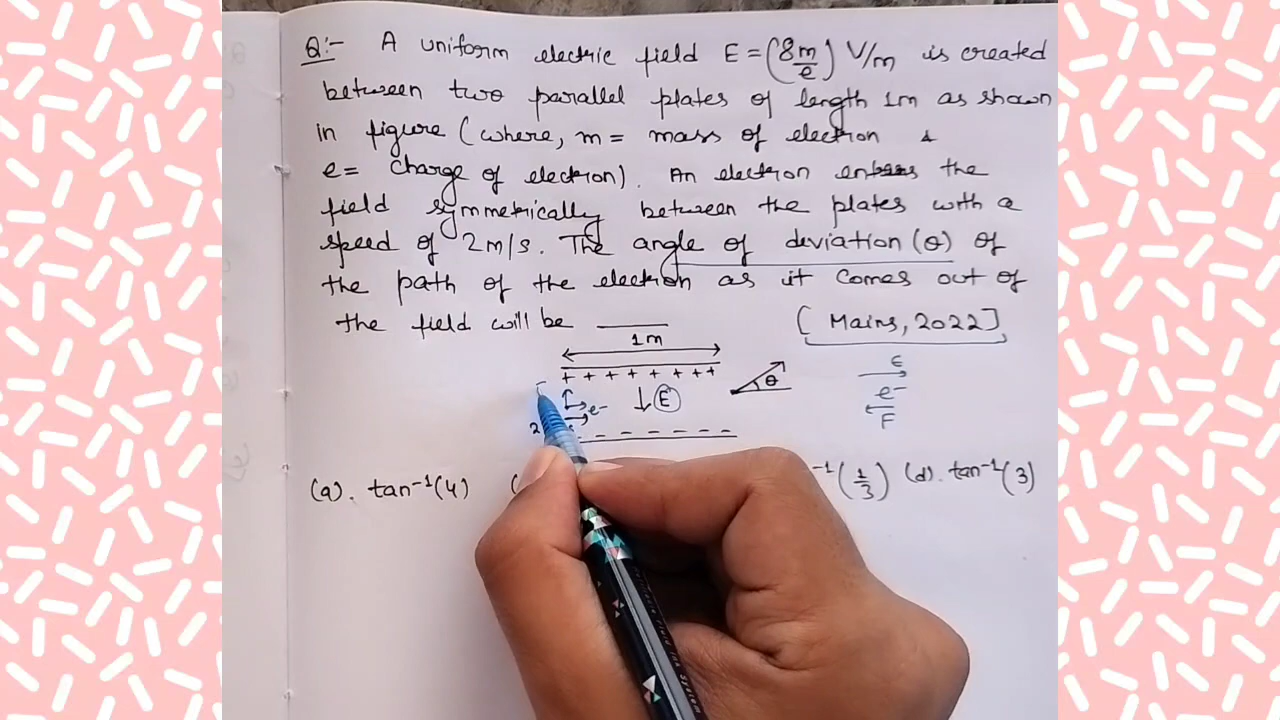 Q:- A uniform electric field E = (8m/e) V/m is created
between two parallel plates of length 1m as shown
in figure (where, m = mass of electron &
e = charge of electron). An electron enters the
field symmetrically between the plates with a
speed of 2m/s. The angle of deviation (θ) of
the path of the electron as it comes out of
the field will be ______ [Mains, 2022]
1m
+ + + + + + + +
E
θ
E
e-
F
e-
2
- - - - - -
(a). tan⁻¹(4) ( ⁻¹(1/3) (d). tan⁻¹(3)